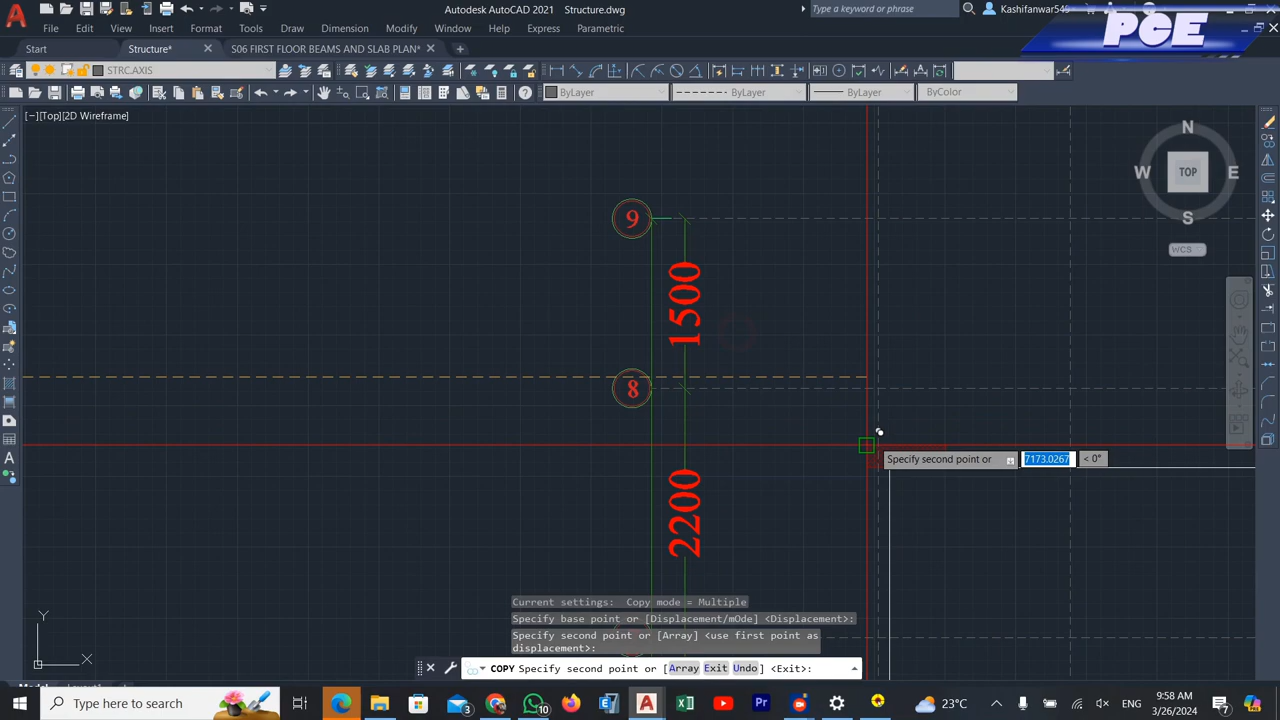 Autodesk AutoCAD 2021 Structure.dwg
Type a keyword or phrase
Kashifanwar545
PCE
File Edit View Insert Format Tools Draw Dimension Modify Window Help Express Parametric
Start Structure* S06 FIRST FLOOR BEAMS AND SLAB PLAN*
STRC.AXIS
ByLayer ByLayer ByLayer ByColor
[−][Top][2D Wireframe]
N
W TOP E
S
WCS
9
1500
8
2200
Specify second point or 7173.0267 < 0°
Y
X
Current settings: Copy mode = Multiple
Specify base point or [Displacement/mOde] <Displacement>:
Specify second point or [Array] <use first point as
displacement>:
COPY Specify second point or [Array Exit Undo] <Exit>:
Type here to search
3
10
23°C
ENG
9:58 AM
3/26/2024
7